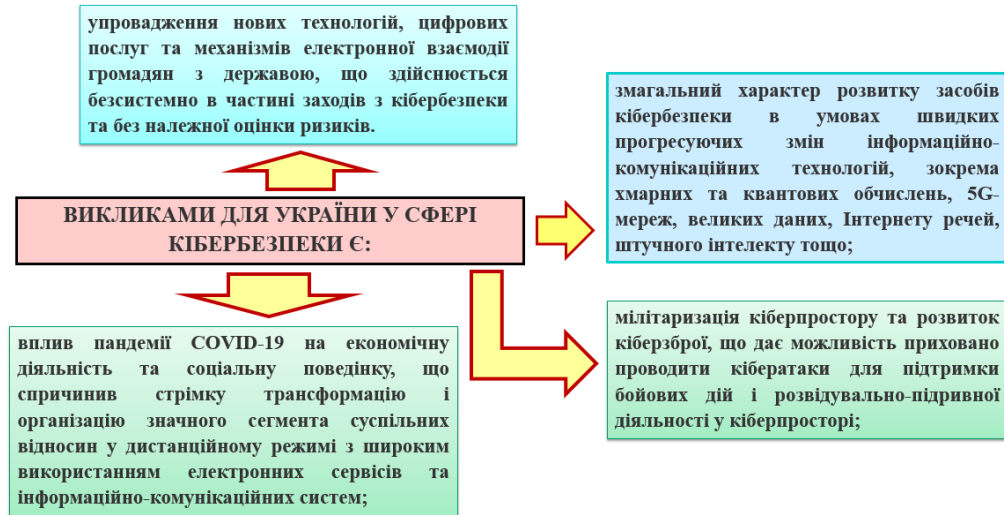 упровадження нових технологій, цифрових
послуг та механізмів електронної взаємодії
громадян з державою, що здійснюється
безсистемно в частині заходів з кібербезпеки
та без належної оцінки ризиків.
змагальний характер розвитку засобів
кібербезпеки в умовах швидких
прогресуючих змін інформаційно-
комунікаційних технологій, зокрема
хмарних та квантових обчислень, 5G-
мереж, великих даних, Інтернету речей,
штучного інтелекту тощо;
ВИКЛИКАМИ ДЛЯ УКРАЇНИ У СФЕРІ
КІБЕРБЕЗПЕКИ Є:
вплив пандемії COVID-19 на економічну
діяльність та соціальну поведінку, що
спричинив стрімку трансформацію і
організацію значного сегмента суспільних
відносин у дистанційному режимі з широким
використанням електронних сервісів та
інформаційно-комунікаційних систем;
мілітаризація кіберпростору та розвиток
кіберзброї, що дає можливість приховано
проводити кібератаки для підтримки
бойових дій і розвідувально-підривної
діяльності у кіберпросторі;